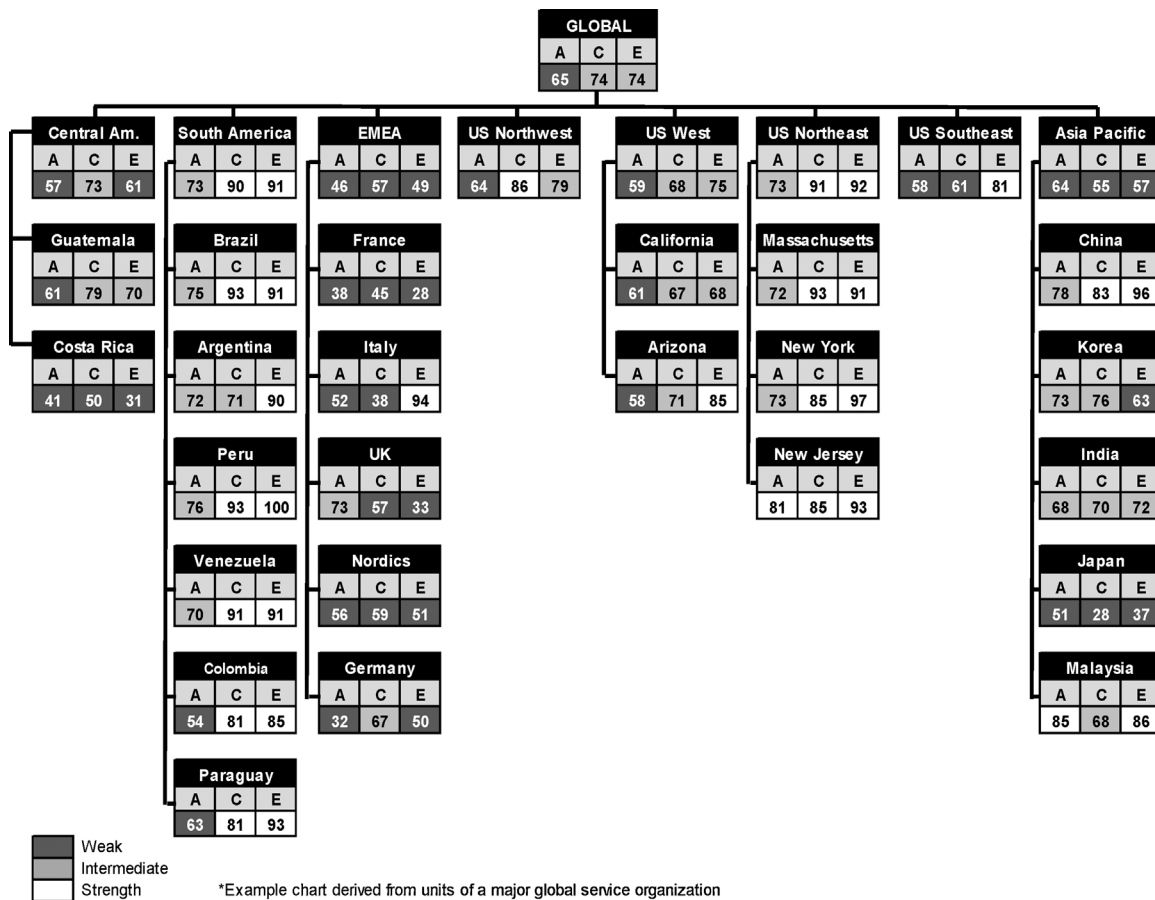 GLOBAL
A C E
65 74 74
Central Am. South America EMEA US Northwest US West US Northeast US Southeast Asia Pacific
A C E A C E A C E A C E A C E A C E A C E A C E
57 73 61 73 90 91 46 57 49 64 86 79 59 68 75 73 91 92 58 61 81 64 55 57
Guatemala Brazil France California Massachusetts China
A C E A C E A C E A C E A C E A C E
61 79 70 75 93 91 38 45 28 61 67 68 72 93 91 78 83 96
Costa Rica Argentina Italy Arizona New York Korea
A C E A C E A C E A C E A C E A C E
41 50 31 72 71 90 52 38 94 58 71 85 73 85 97 73 76 63
Peru UK New Jersey India
A C E A C E A C E A C E
76 93 100 73 57 33 81 85 93 68 70 72
Venezuela Nordics Japan
A C E A C E A C E
70 91 91 56 59 51 51 28 37
Colombia Germany Malaysia
A C E A C E A C E
54 81 85 32 67 50 85 68 86
Paraguay
A C E
63 81 93
Weak
Intermediate
Strength *Example chart derived from units of a major global service organization